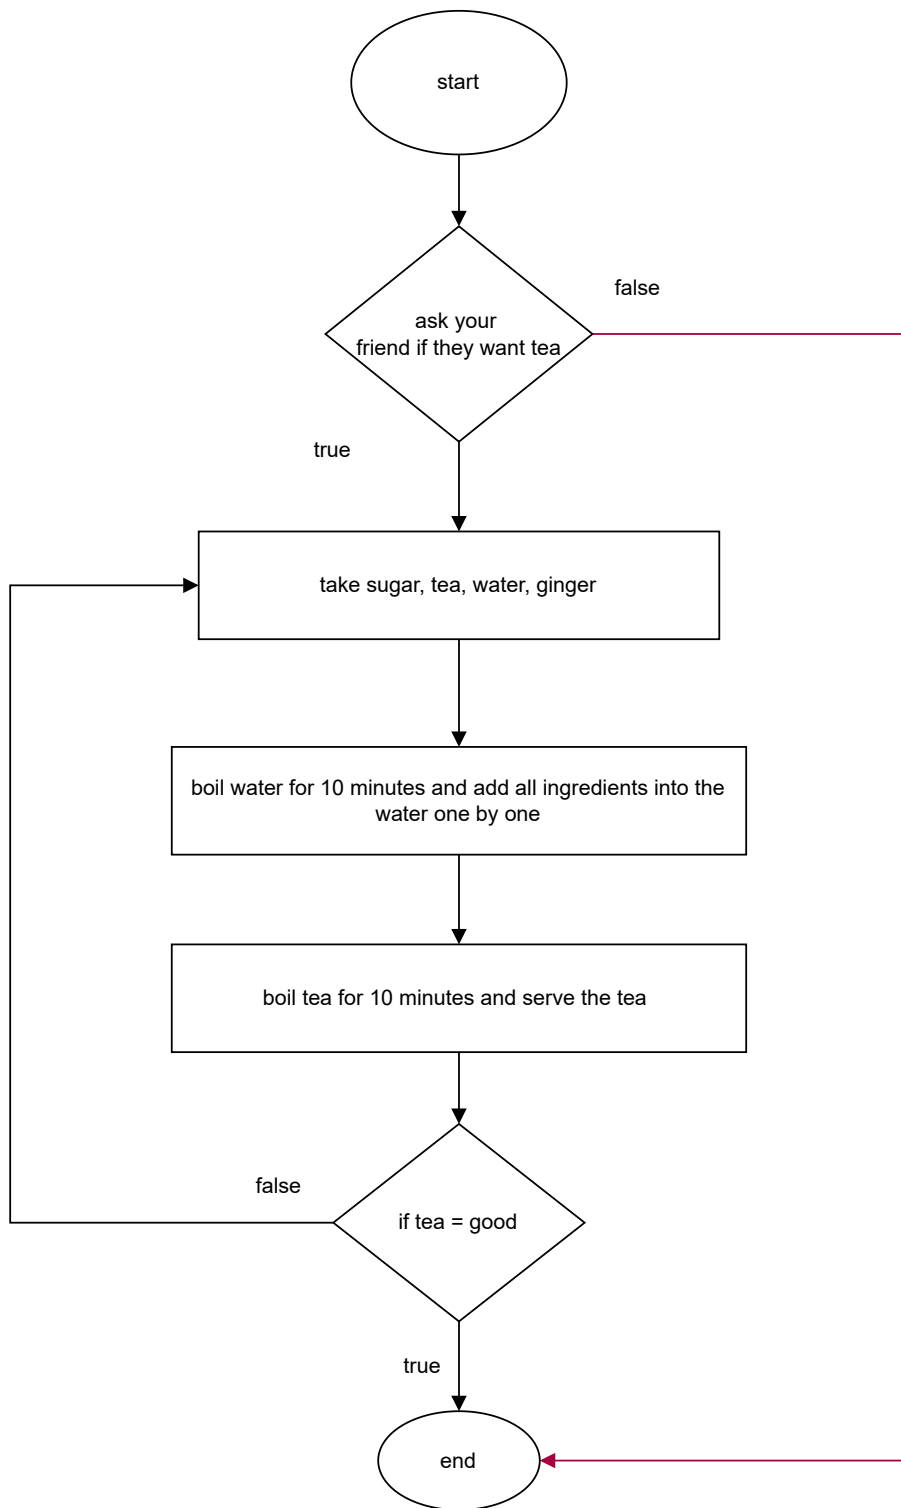 start
false
ask your
friend if they want tea
true
take sugar, tea, water, ginger
boil water for 10 minutes and add all ingredients into the
water one by one
boil tea for 10 minutes and serve the tea
false
if tea = good
true
end